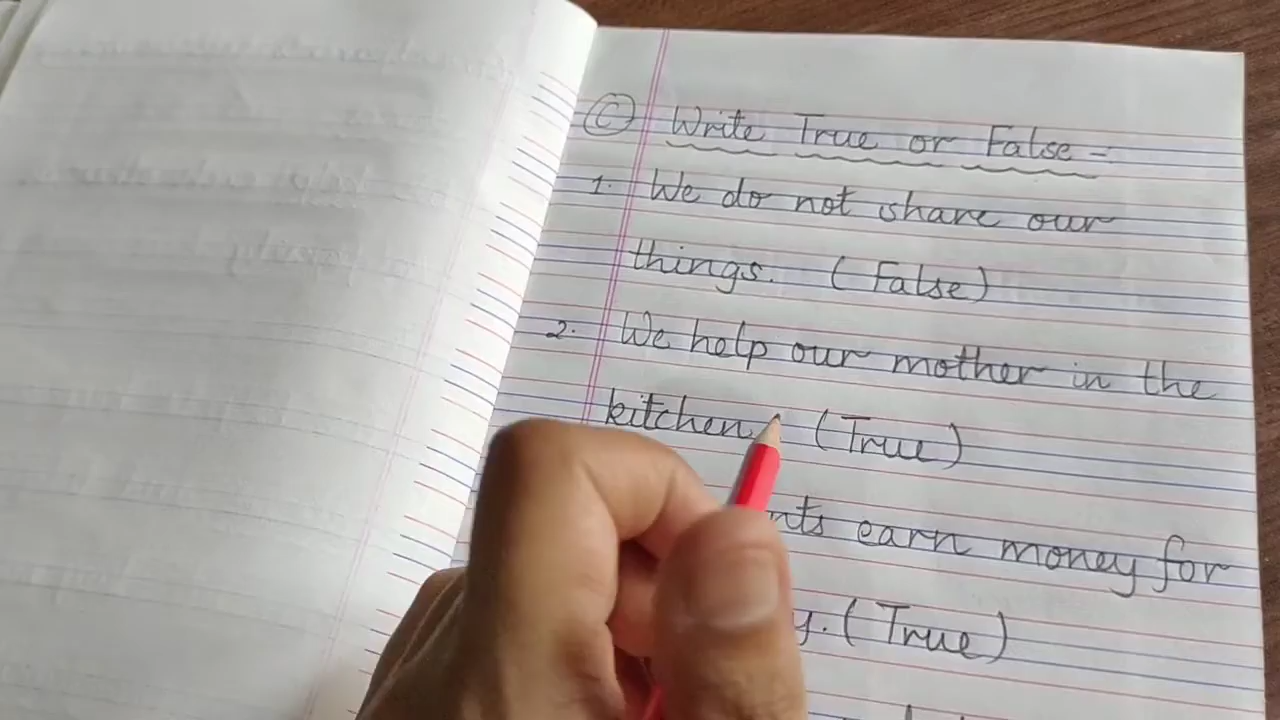 C Write True or False -
1. We do not share our
things. (False)
2. We help our mother in the
kitchen. (True)
nts earn money for
y. (True)